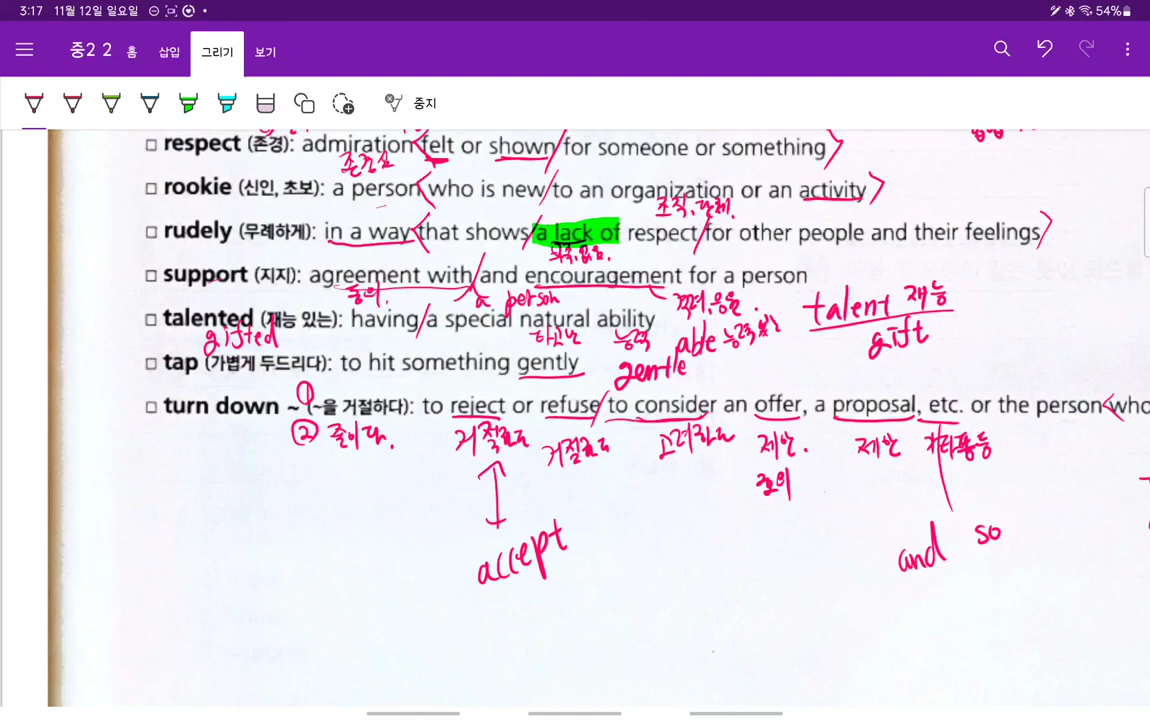 3:17 11월 12일 일요일 54%
중2 2 홈 삽입 그리기 보기
중지
□ respect (존경): admiration felt or shown for someone or something
존경심
□ rookie (신인, 초보): a person who is new to an organization or an activity
조직, 단체.
□ rudely (무례하게): in a way that shows a lack of respect for other people and their feelings
부족, 없음.
□ support (지지): agreement with and encouragement for a person
동의. a person 격려, 응원.
talent 재능
□ talented (재능 있는): having a special natural ability
gifted 타고난 능력 able 능력있는
gift
□ tap (가볍게 두드리다): to hit something gently
gentle
□ turn down ~ (~을 거절하다): to reject or refuse to consider an offer, a proposal, etc. or the person who
①
② 줄이다. 거절하다 거절하다 고려하다 제안. 제안 기타등등
accept and so